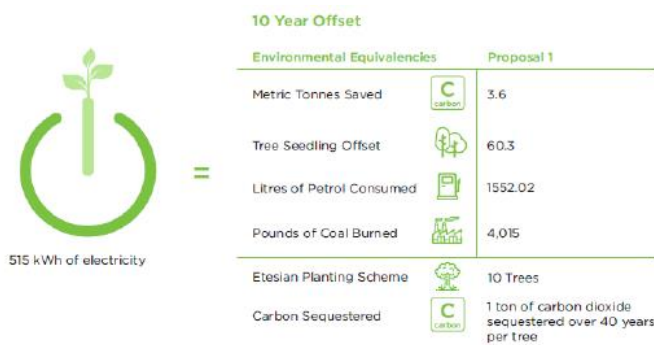 10 Year Offset
Environmental Equivalencies Proposal 1
Metric Tonnes Saved C carbon 3.6
Tree Seedling Offset 60.3
Litres of Petrol Consumed 1552.02
Pounds of Coal Burned 4,015
=
515 kWh of electricity
Etesian Planting Scheme 10 Trees
Carbon Sequestered C carbon 1 ton of carbon dioxide
sequestered over 40 years
per tree